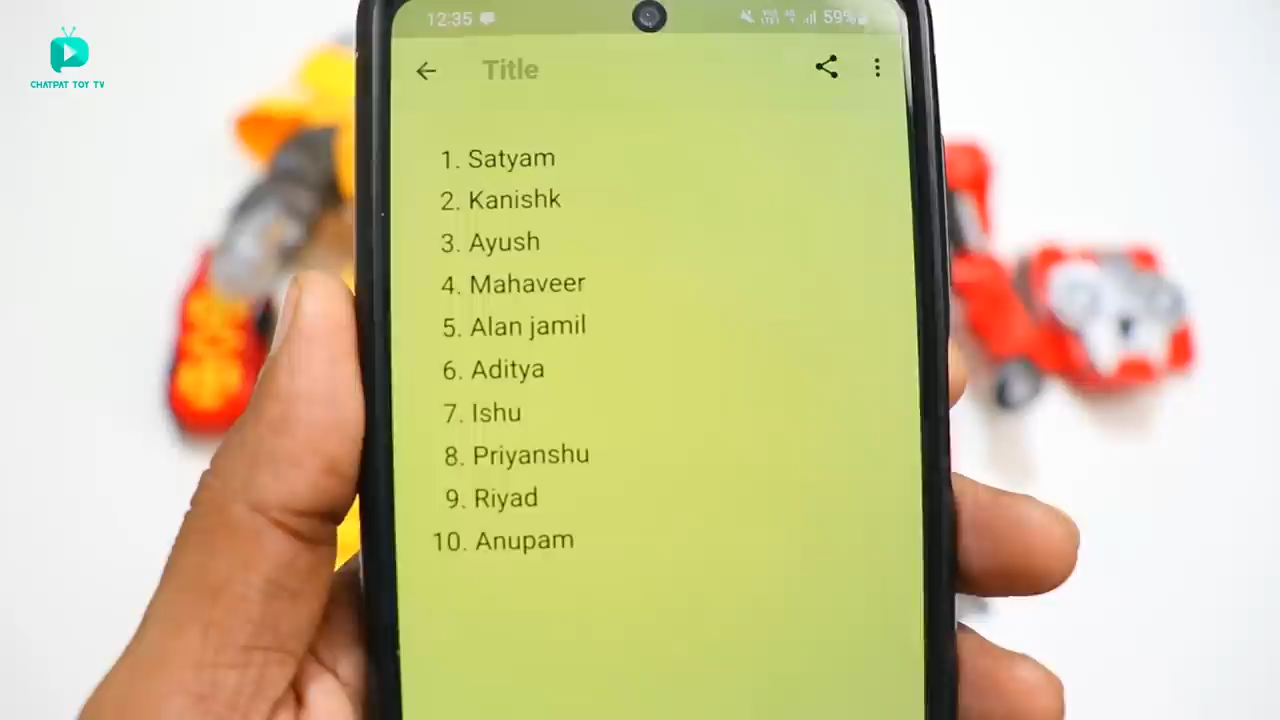 CHATPAT TOY TV
12:35 59%
Title
1. Satyam
2. Kanishk
3. Ayush
4. Mahaveer
5. Alan jamil
6. Aditya
7. Ishu
8. Priyanshu
9. Riyad
10. Anupam